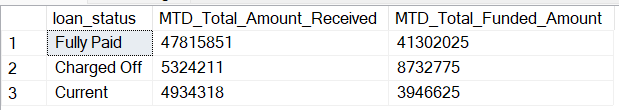 loan_status MTD_Total_Amount_Received MTD_Total_Funded_Amount
1 Fully Paid 47815851 41302025
2 Charged Off 5324211 8732775
3 Current 4934318 3946625